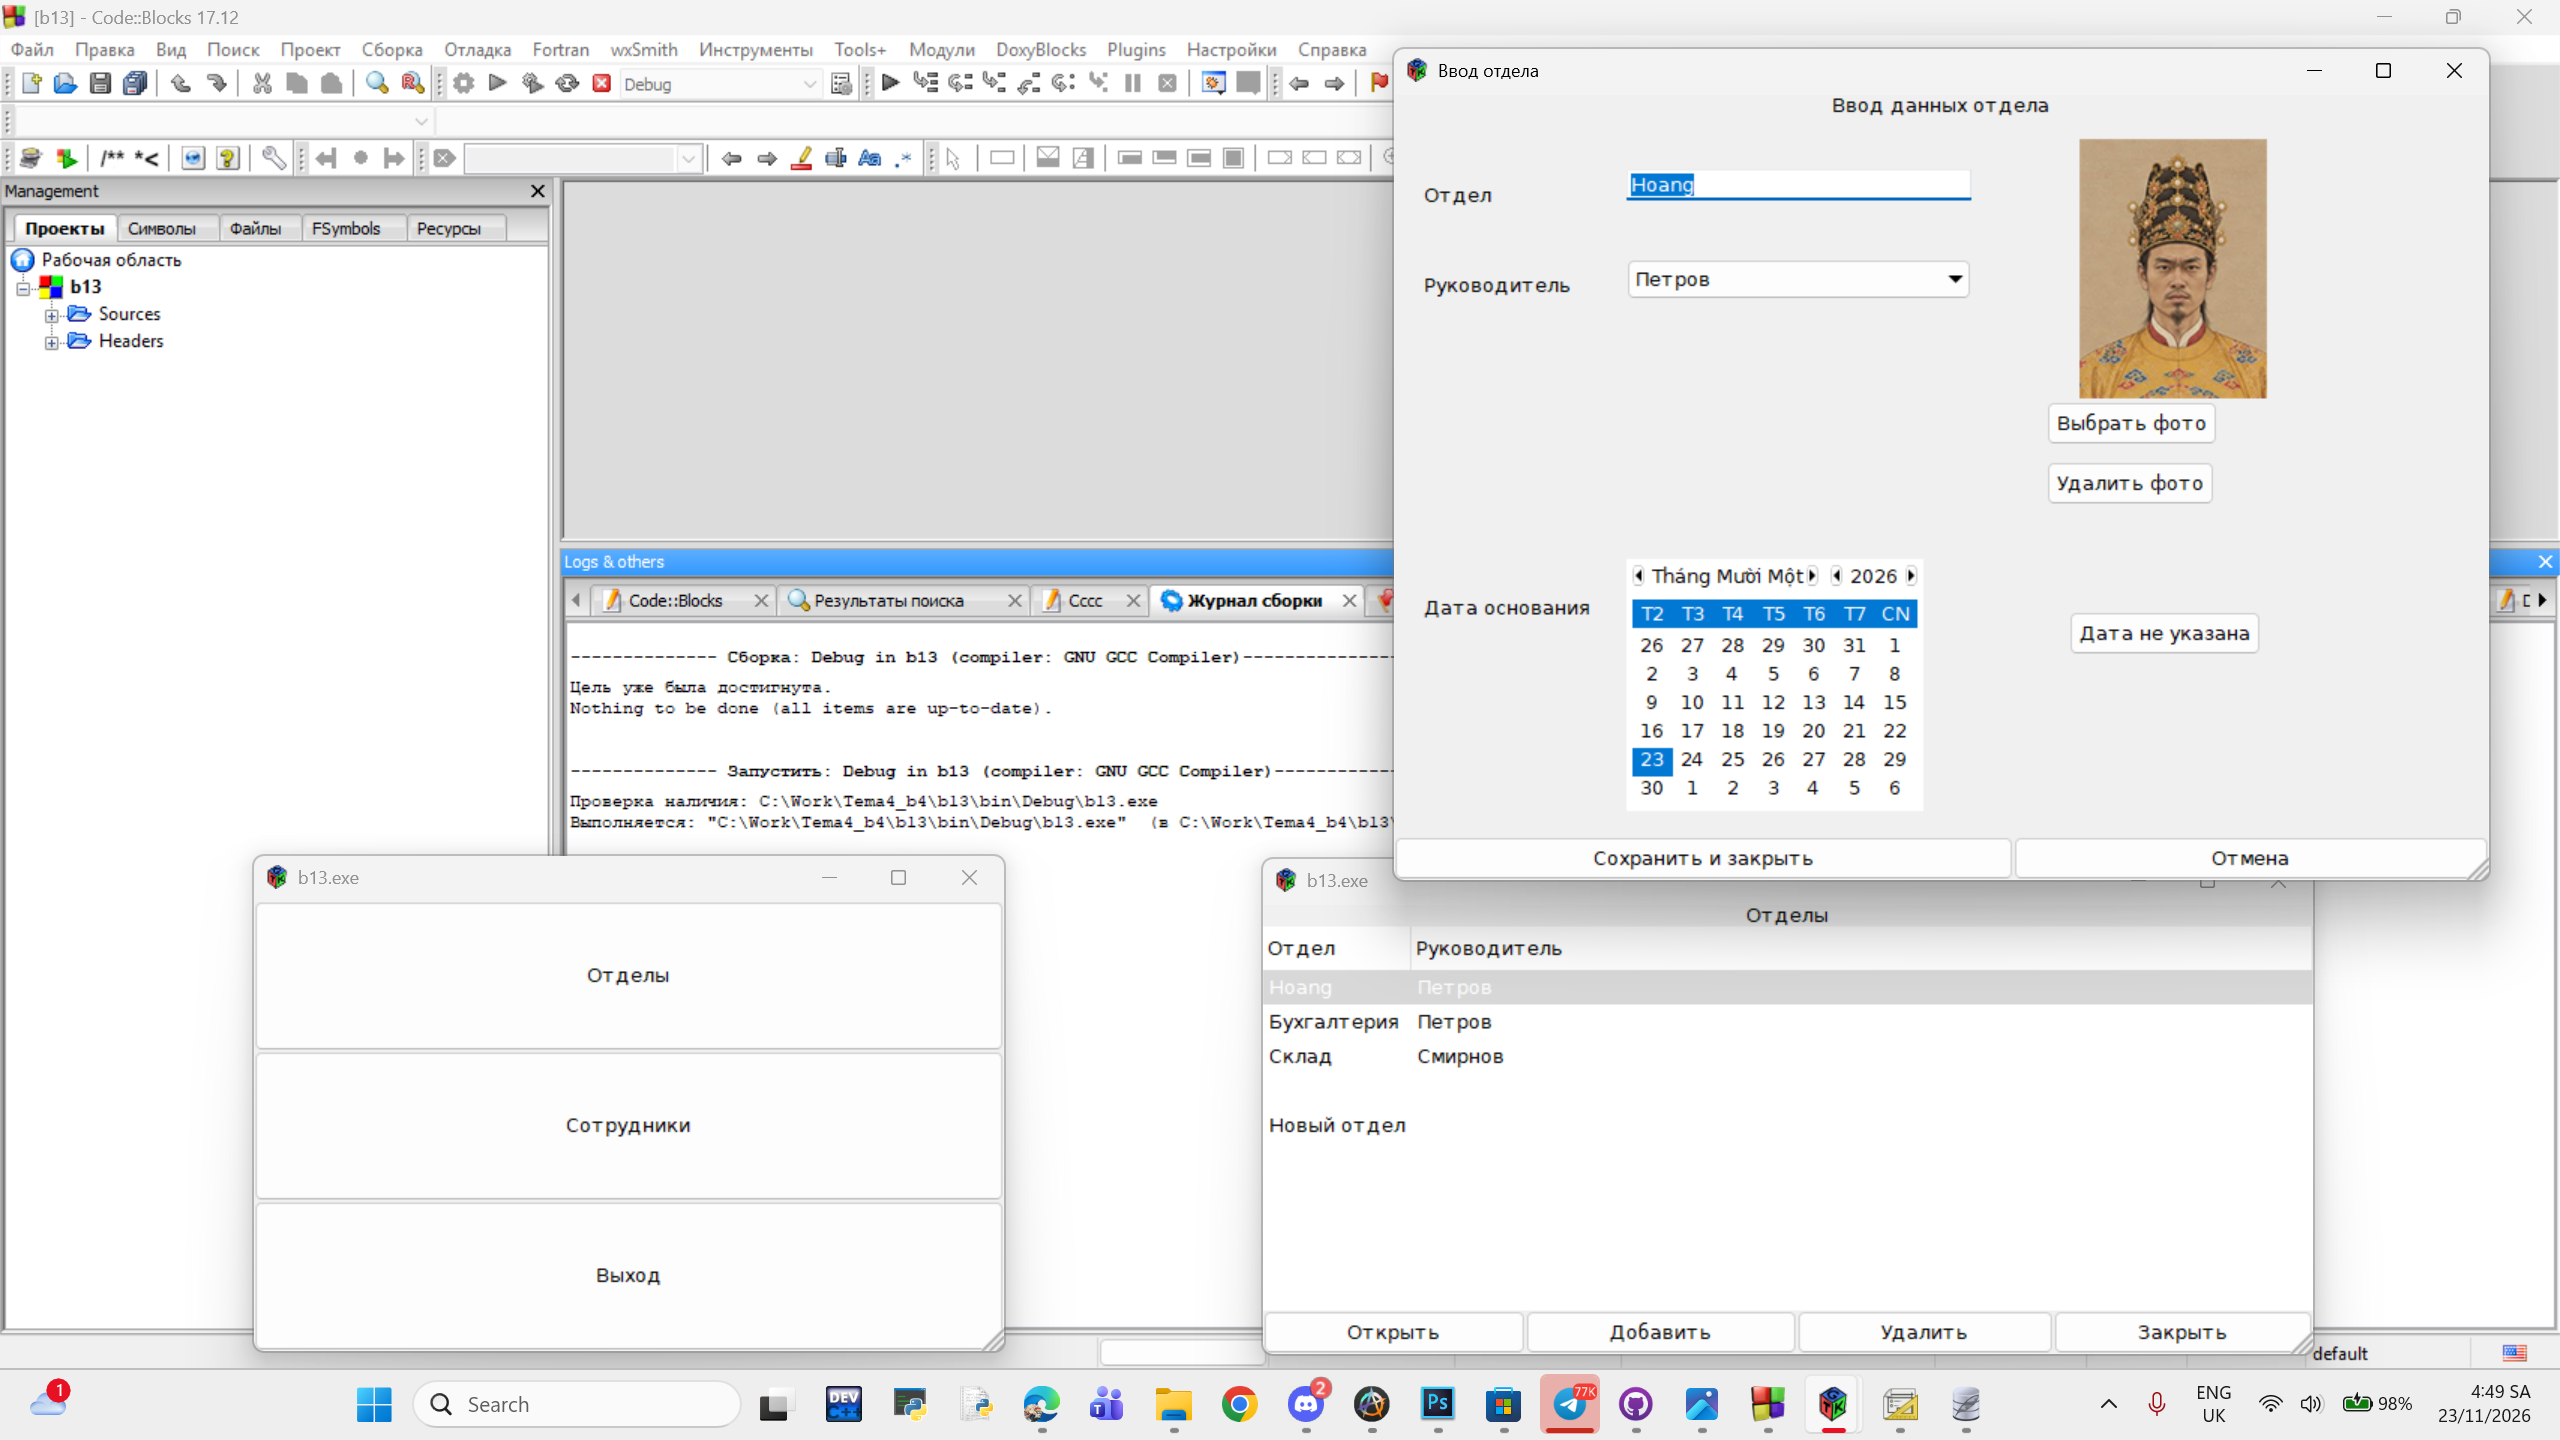 [b13] - Code::Blocks 17.12
Файл Правка Вид Поиск Проект Сборка Отладка Fortran wxSmith Инструменты Tools+ Модули DoxyBlocks Plugins Настройки Справка
Debug
/** *<
Aa .*
Management
Проекты Символы Файлы FSymbols Ресурсы
Рабочая область
b13
Sources
Headers
Logs & others
Code::Blocks Результаты поиска Cccc Журнал сборки
-------------- Сборка: Debug in b13 (compiler: GNU GCC Compiler)---------------
Цель уже была достигнута.
Nothing to be done (all items are up-to-date).
-------------- Запустить: Debug in b13 (compiler: GNU GCC Compiler)---------------
Проверка наличия: C:\Work\Tema4_b4\b13\bin\Debug\b13.exe
Выполняется: "C:\Work\Tema4_b4\b13\bin\Debug\b13.exe" (в C:\Work\Tema4_b4\b13\
Ввод отдела
Ввод данных отдела
Отдел
Hoang
Руководитель
Петров
Выбрать фото
Удалить фото
Дата основания
Tháng Mười Một 2026
T2 T3 T4 T5 T6 T7 CN
26 27 28 29 30 31 1
2 3 4 5 6 7 8
9 10 11 12 13 14 15
16 17 18 19 20 21 22
23 24 25 26 27 28 29
30 1 2 3 4 5 6
Дата не указана
Сохранить и закрыть
Отмена
b13.exe
Отделы
Сотрудники
Выход
b13.exe
Отделы
Отдел Руководитель
Hoang Петров
Бухгалтерия Петров
Склад Смирнов
Новый отдел
Открыть Добавить Удалить Закрыть
default
1
Search
DEV C++
2
Ps
77K
ENG
UK
98%
4:49 SA
23/11/2026